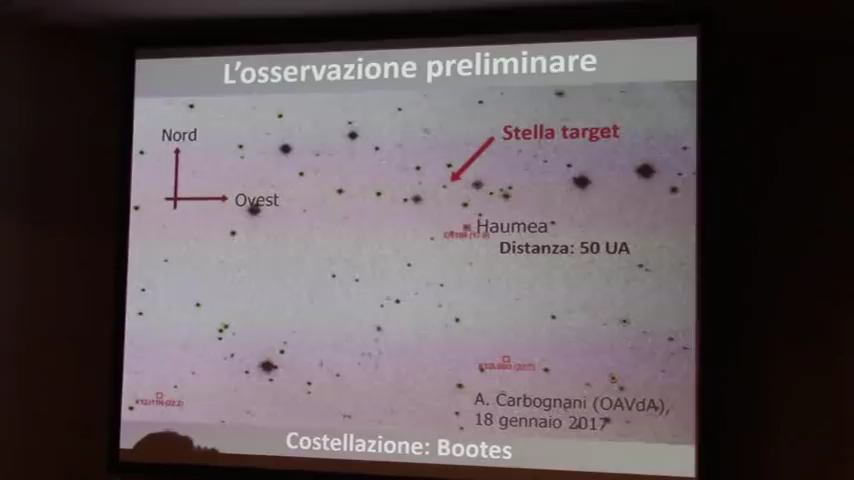 L'osservazione preliminare
Nord
Stella target
Ovest
Haumea
Distanza: 50 UA
A. Carbognani (OAVdA),
18 gennaio 2017
Costellazione: Bootes